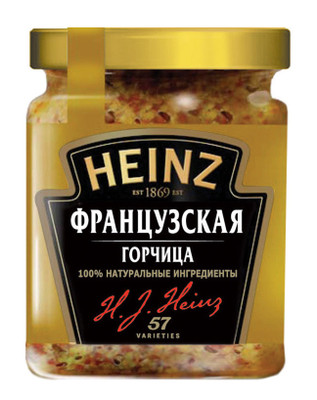 HEINZ
EST 1869 EST
ФРАНЦУЗСКАЯ
ГОРЧИЦА
100% НАТУРАЛЬНЫЕ ИНГРЕДИЕНТЫ
H. J. Heinz
57
VARIETIES